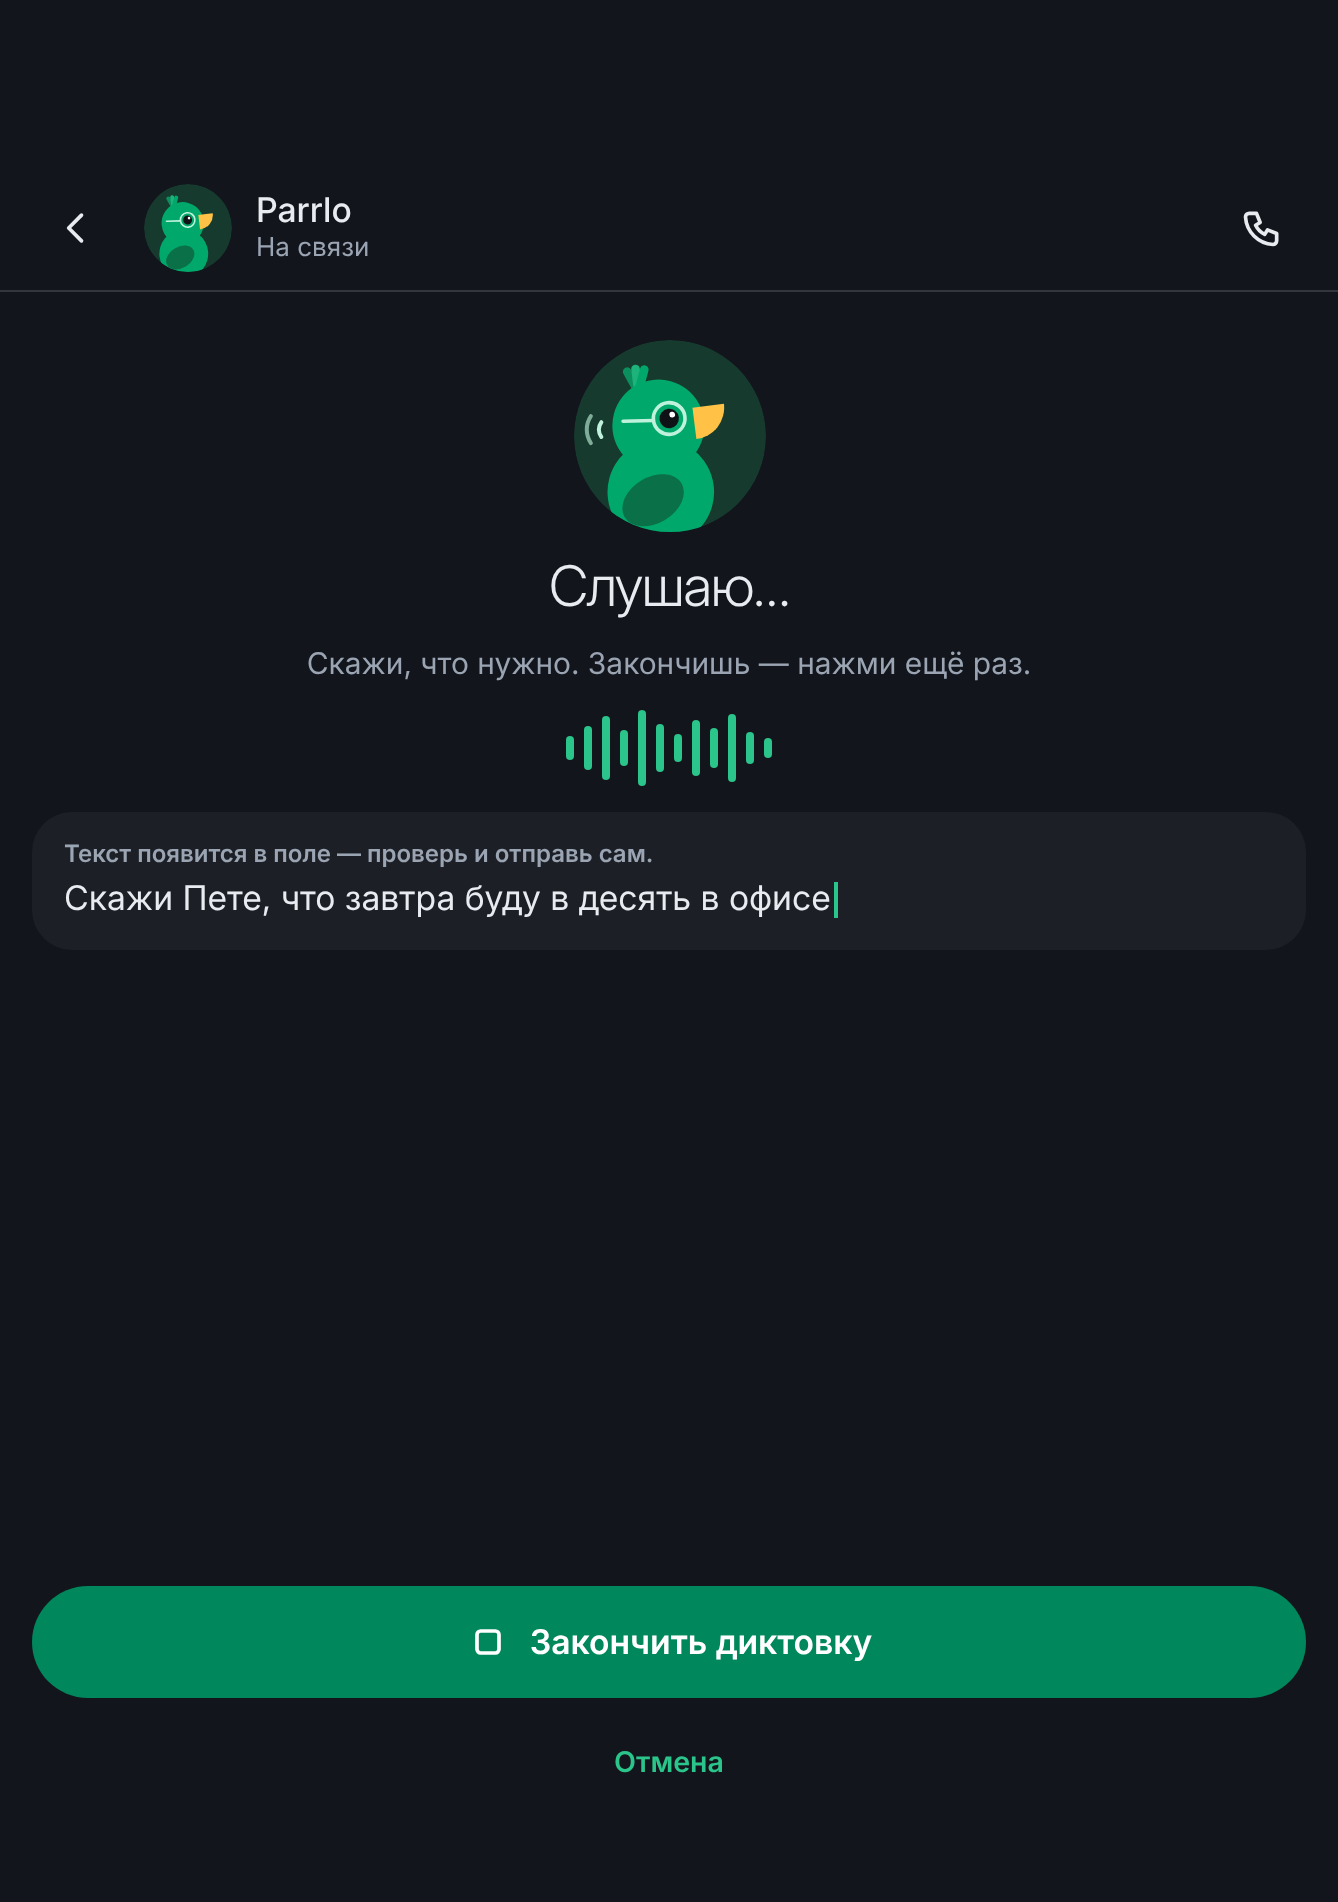 Parrlo
На связи
Слушаю...
Скажи, что нужно. Закончишь — нажми ещё раз.
Текст появится в поле — проверь и отправь сам.
Скажи Пете, что завтра буду в десять в офисе
Закончить диктовку
Отмена